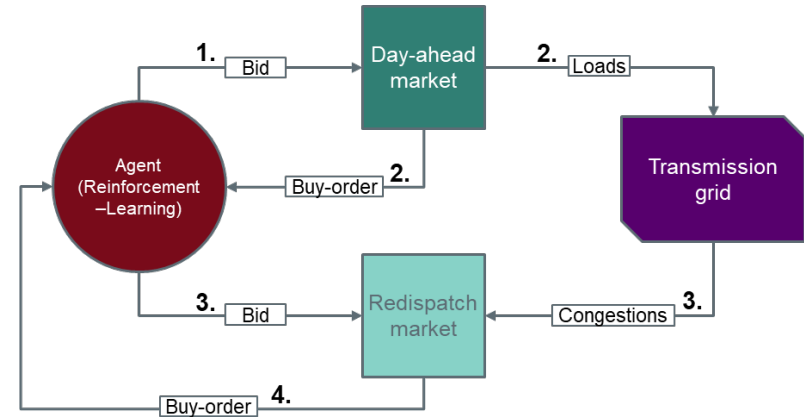 1.
Bid
Day-ahead
market
2.
Loads
Agent
(Reinforcement
–Learning)
Buy-order
2.
Transmission
grid
3.
Bid
Redispatch
market
Congestions
3.
Buy-order
4.